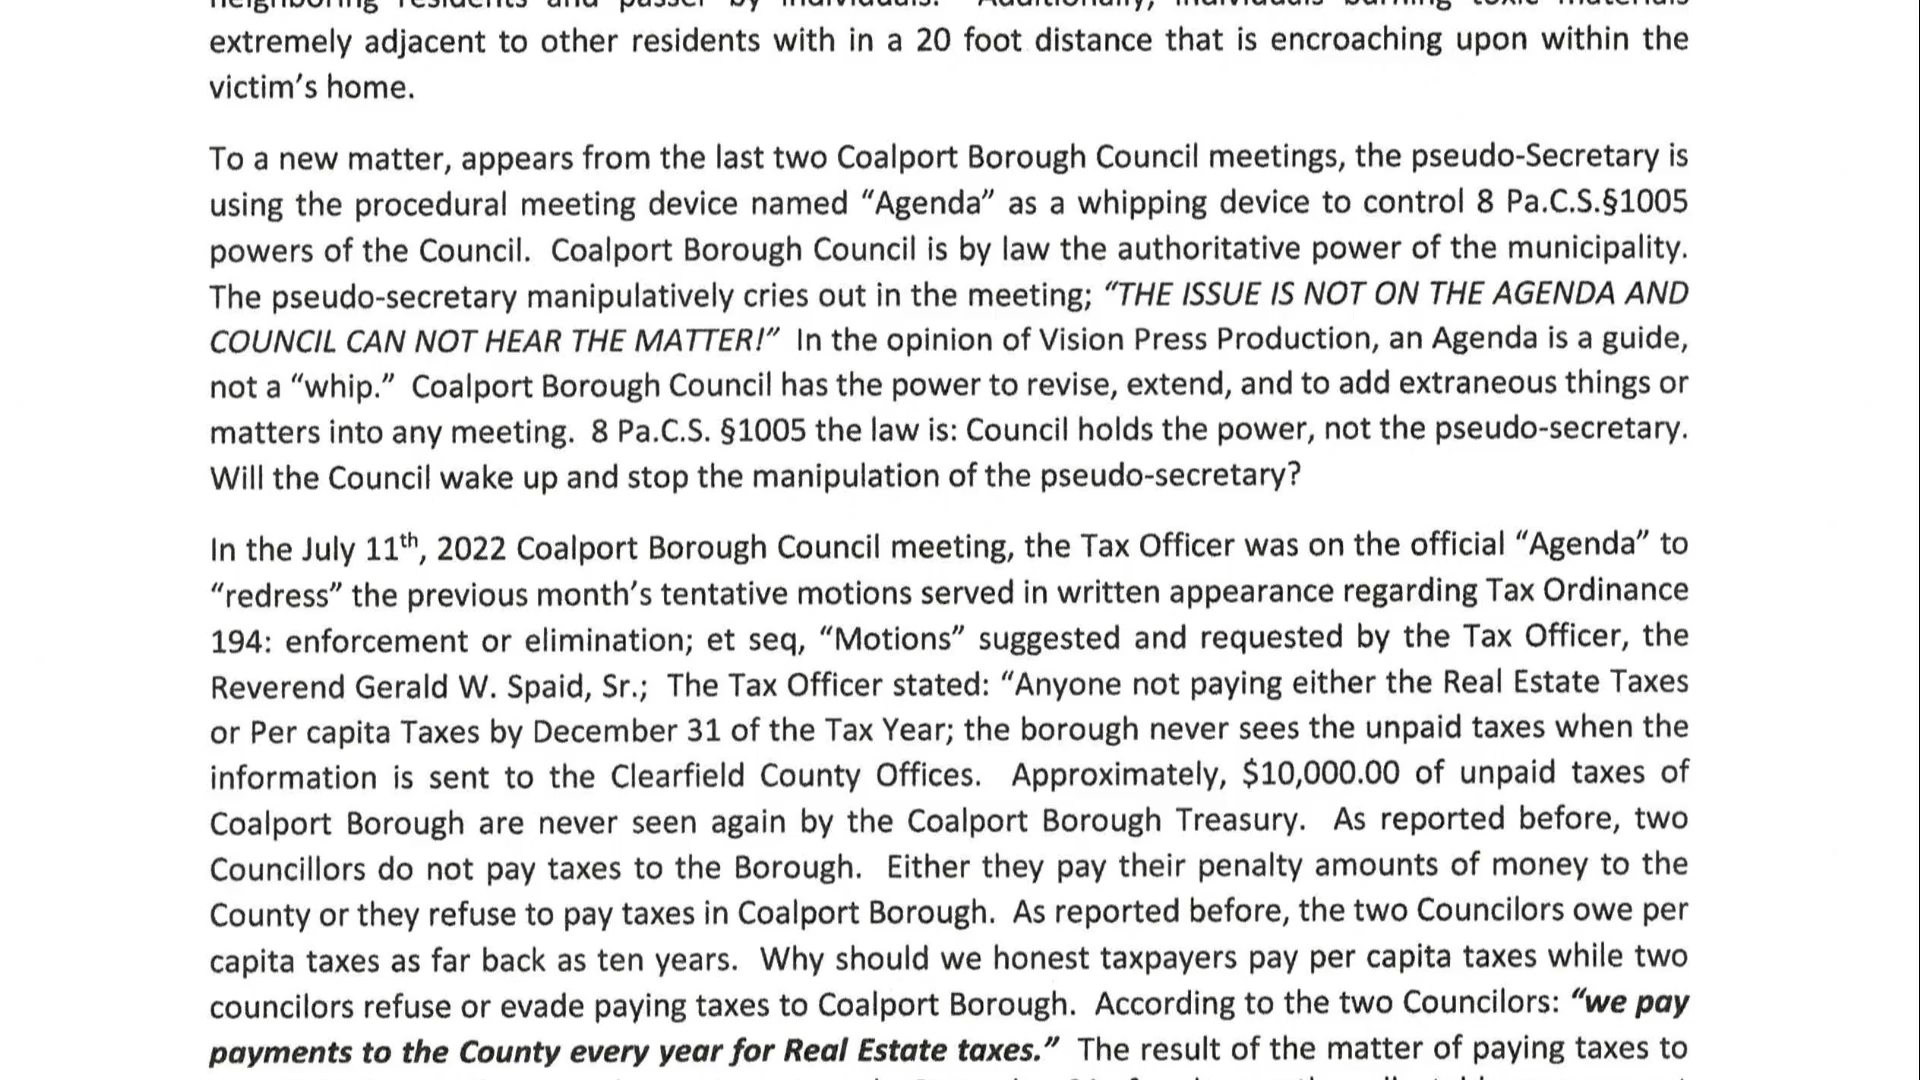 neighboring residents and passer by individuals. Additionally, individuals burning toxic materials
extremely adjacent to other residents with in a 20 foot distance that is encroaching upon within the
victim’s home.
To a new matter, appears from the last two Coalport Borough Council meetings, the pseudo-Secretary is
using the procedural meeting device named “Agenda” as a whipping device to control 8 Pa.C.S.§1005
powers of the Council. Coalport Borough Council is by law the authoritative power of the municipality.
The pseudo-secretary manipulatively cries out in the meeting; “THE ISSUE IS NOT ON THE AGENDA AND
COUNCIL CAN NOT HEAR THE MATTER!” In the opinion of Vision Press Production, an Agenda is a guide,
not a “whip.” Coalport Borough Council has the power to revise, extend, and to add extraneous things or
matters into any meeting. 8 Pa.C.S. §1005 the law is: Council holds the power, not the pseudo-secretary.
Will the Council wake up and stop the manipulation of the pseudo-secretary?
In the July 11th, 2022 Coalport Borough Council meeting, the Tax Officer was on the official “Agenda” to
“redress” the previous month’s tentative motions served in written appearance regarding Tax Ordinance
194: enforcement or elimination; et seq, “Motions” suggested and requested by the Tax Officer, the
Reverend Gerald W. Spaid, Sr.; The Tax Officer stated: “Anyone not paying either the Real Estate Taxes
or Per capita Taxes by December 31 of the Tax Year; the borough never sees the unpaid taxes when the
information is sent to the Clearfield County Offices. Approximately, $10,000.00 of unpaid taxes of
Coalport Borough are never seen again by the Coalport Borough Treasury. As reported before, two
Councillors do not pay taxes to the Borough. Either they pay their penalty amounts of money to the
County or they refuse to pay taxes in Coalport Borough. As reported before, the two Councilors owe per
capita taxes as far back as ten years. Why should we honest taxpayers pay per capita taxes while two
councilors refuse or evade paying taxes to Coalport Borough. According to the two Councilors: “we pay
payments to the County every year for Real Estate taxes.” The result of the matter of paying taxes to